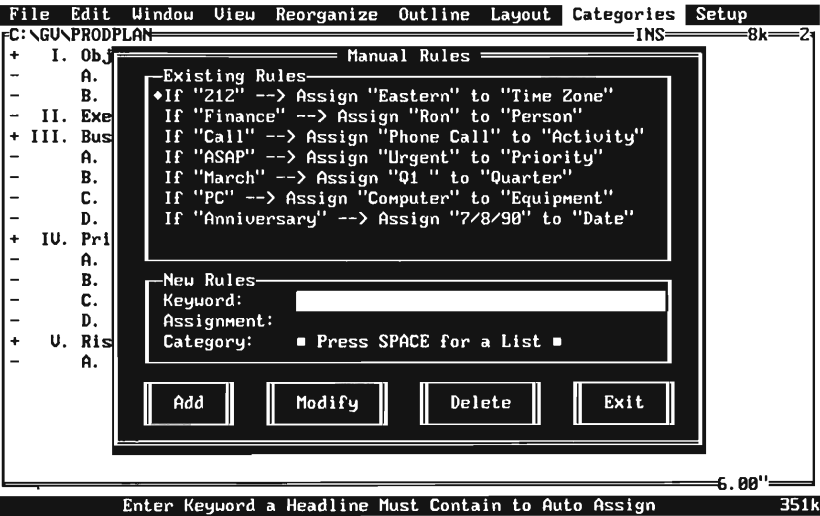 File Edit Window View Reorganize Outline Layout Categories Setup
C:\GV\PRODPLAN INS 8k 2
+ I. Obj
- A.
- B.
- II. Exe
+ III. Bus
- A.
- B.
- C.
- D.
+ IV. Pri
- A.
- B.
- C.
- D.
+ V. Ris
- A.
Manual Rules
Existing Rules
◆If "212" --> Assign "Eastern" to "Time Zone"
If "Finance" --> Assign "Ron" to "Person"
If "Call" --> Assign "Phone Call" to "Activity"
If "ASAP" --> Assign "Urgent" to "Priority"
If "March" --> Assign "Q1 " to "Quarter"
If "PC" --> Assign "Computer" to "Equipment"
If "Anniversary" --> Assign "7/8/90" to "Date"
New Rules
Keyword:
Assignment:
Category: ■ Press SPACE for a List ■
Add Modify Delete Exit
6.00"
Enter Keyword a Headline Must Contain to Auto Assign 351k